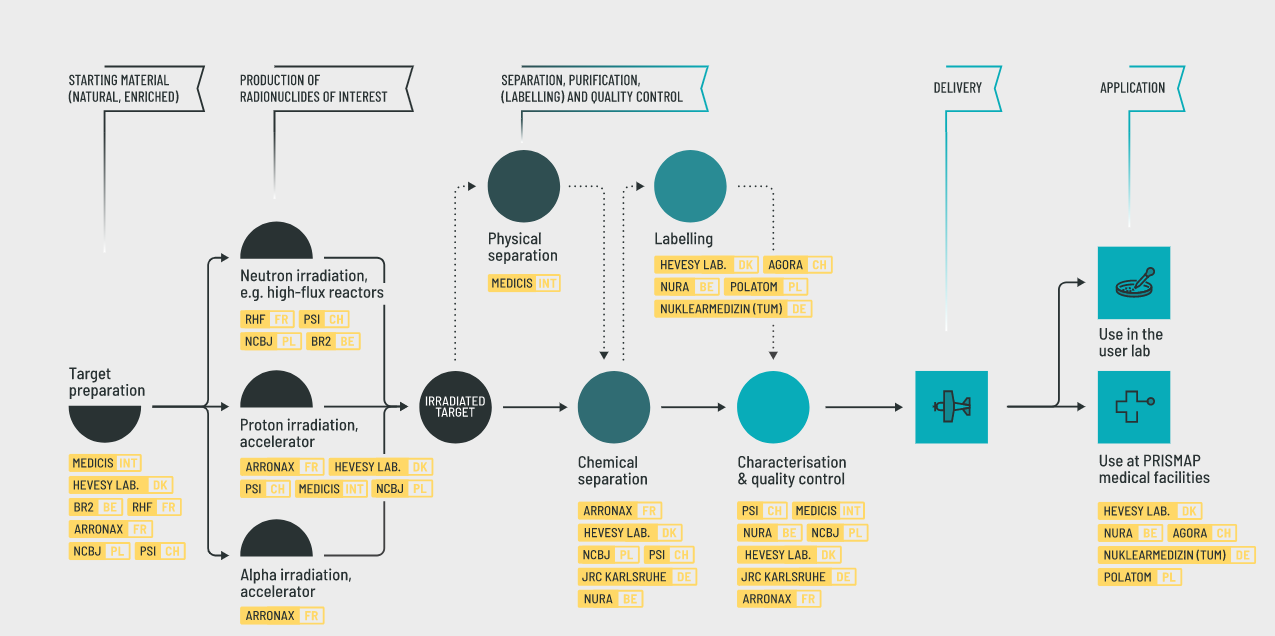 STARTING MATERIAL
(NATURAL, ENRICHED)
PRODUCTION OF
RADIONUCLIDES OF INTEREST
SEPARATION, PURIFICATION,
(LABELLING) AND QUALITY CONTROL
DELIVERY
APPLICATION
Target
preparation
MEDICIS INT
HEVESY LAB. DK
BR2 BE RHF FR
ARRONAX FR
NCBJ PL PSI CH
Neutron irradiation,
e.g. high-flux reactors
RHF FR PSI CH
NCBJ PL BR2 BE
Proton irradiation,
accelerator
ARRONAX FR HEVESY LAB. DK
PSI CH MEDICIS INT NCBJ PL
Alpha irradiation,
accelerator
ARRONAX FR
IRRADIATED
TARGET
Physical
separation
MEDICIS INT
Labelling
HEVESY LAB. DK AGORA CH
NURA BE POLATOM PL
NUKLEARMEDIZIN (TUM) DE
Chemical
separation
ARRONAX FR
HEVESY LAB. DK
NCBJ PL PSI CH
JRC KARLSRUHE DE
NURA BE
Characterisation
& quality control
PSI CH MEDICIS INT
NURA BE NCBJ PL
HEVESY LAB. DK
JRC KARLSRUHE DE
ARRONAX FR
Use in the
user lab
Use at PRISMAP
medical facilities
HEVESY LAB. DK
NURA BE AGORA CH
NUKLEARMEDIZIN (TUM) DE
POLATOM PL